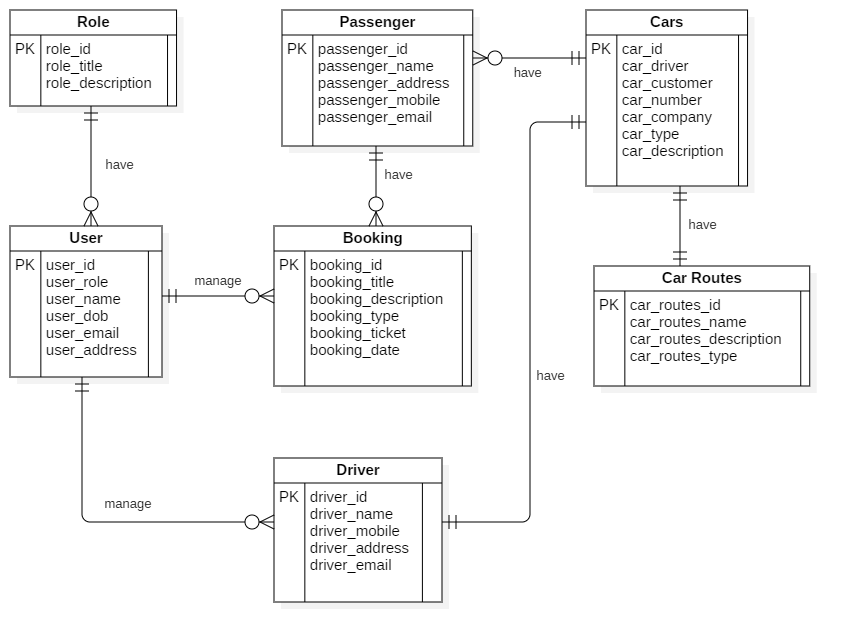 Role
PK role_id
role_title
role_description
Passenger
PK passenger_id
passenger_name
passenger_address
passenger_mobile
passenger_email
Cars
PK car_id
car_driver
car_customer
car_number
car_company
car_type
car_description
have
have
have
have
User
PK user_id
user_role
user_name
user_dob
user_email
user_address
manage
Booking
PK booking_id
booking_title
booking_description
booking_type
booking_ticket
booking_date
Car Routes
PK car_routes_id
car_routes_name
car_routes_description
car_routes_type
have
manage
Driver
PK driver_id
driver_name
driver_mobile
driver_address
driver_email